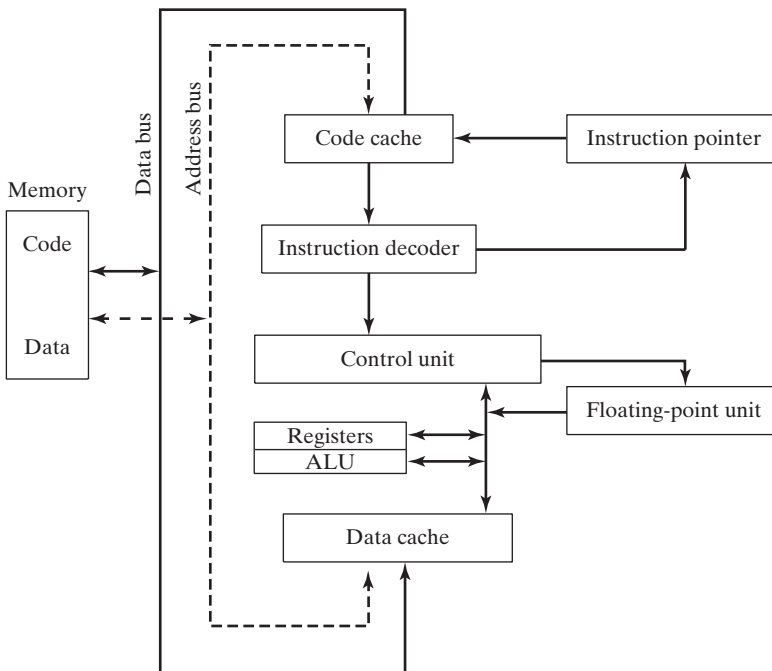 Data bus
Address bus
Code cache
Instruction pointer
Memory
Code
Data
Instruction decoder
Control unit
Floating-point unit
Registers
ALU
Data cache